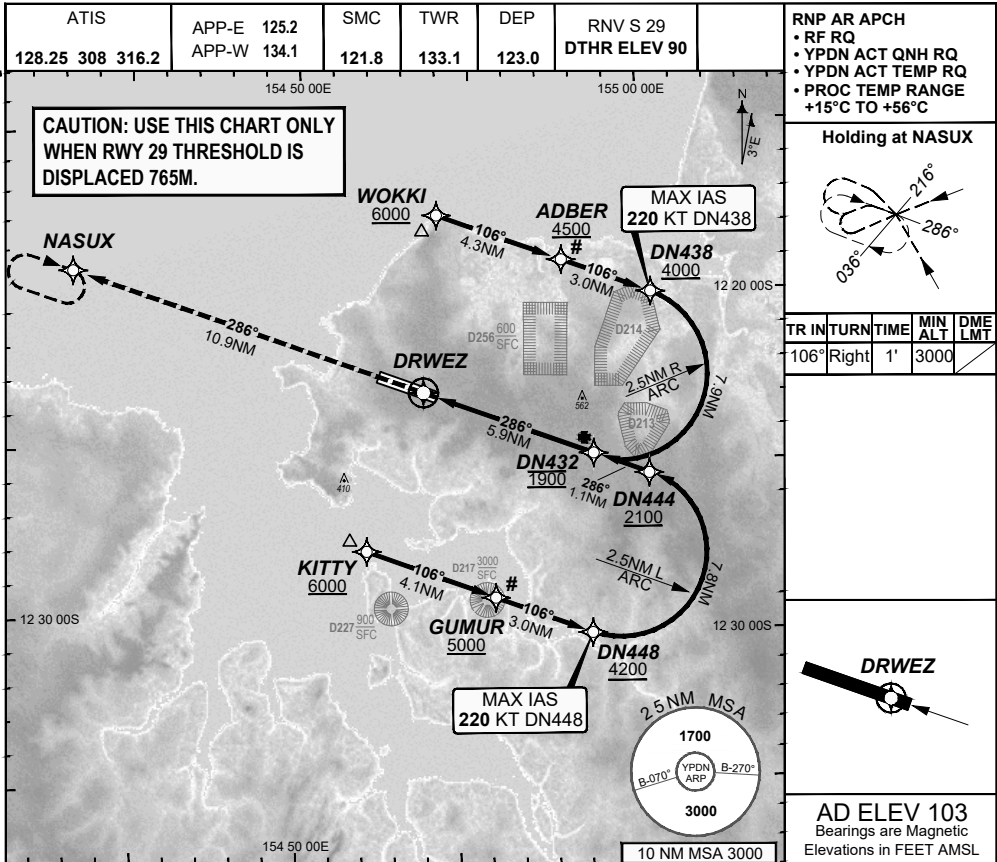 ATIS
128.25 308 316.2
APP-E 125.2
APP-W 134.1
SMC
121.8
TWR
133.1
DEP
123.0
RNV S 29
DTHR ELEV 90
RNP AR APCH
• RF RQ
• YPDN ACT QNH RQ
• YPDN ACT TEMP RQ
• PROC TEMP RANGE
+15°C TO +56°C
154 50 00E
155 00 00E
CAUTION: USE THIS CHART ONLY
WHEN RWY 29 THRESHOLD IS
DISPLACED 765M.
N
3°E
Holding at NASUX
216°
286°
036°
TR IN TURN TIME MIN ALT DME LMT
106° Right 1' 3000
WOKKI
6000
106°
4.3NM
ADBER
4500
#
106°
3.0NM
MAX IAS
220 KT DN438
DN438
4000
12 20 00S
NASUX
286°
10.9NM
D256 600
SFC
D214
2.5NM R
ARC
7.9NM
DRWEZ
562
D213
286°
5.9NM
DN432
1900
286°
1.1NM
DN444
2100
410
2.5NM L
ARC
7.8NM
KITTY
6000
106°
4.1NM
D217 3000
SFC
#
D227 900
SFC
GUMUR
5000
106°
3.0NM
12 30 00S
12 30 00S
DN448
4200
MAX IAS
220 KT DN448
25NM MSA
1700
B-070°
YPDN
ARP
B-270°
3000
154 50 00E
10 NM MSA 3000
DRWEZ
AD ELEV 103
Bearings are Magnetic
Elevations in FEET AMSL